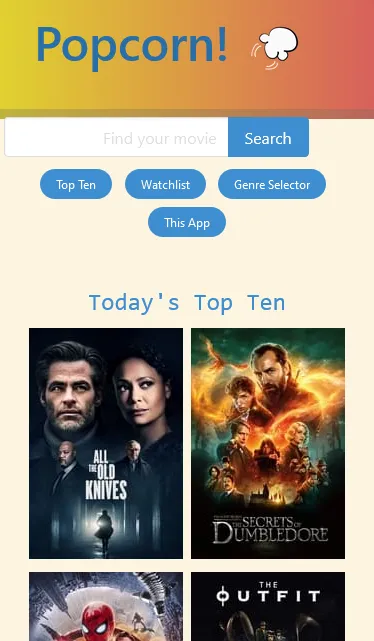 Popcorn!
Find your movie
Search
Top Ten
Watchlist
Genre Selector
This App
Today's Top Ten
ALL
THE OLD
KNIVES
THE SECRETS OF
DUMBLEDORE
THE
OUTFIT